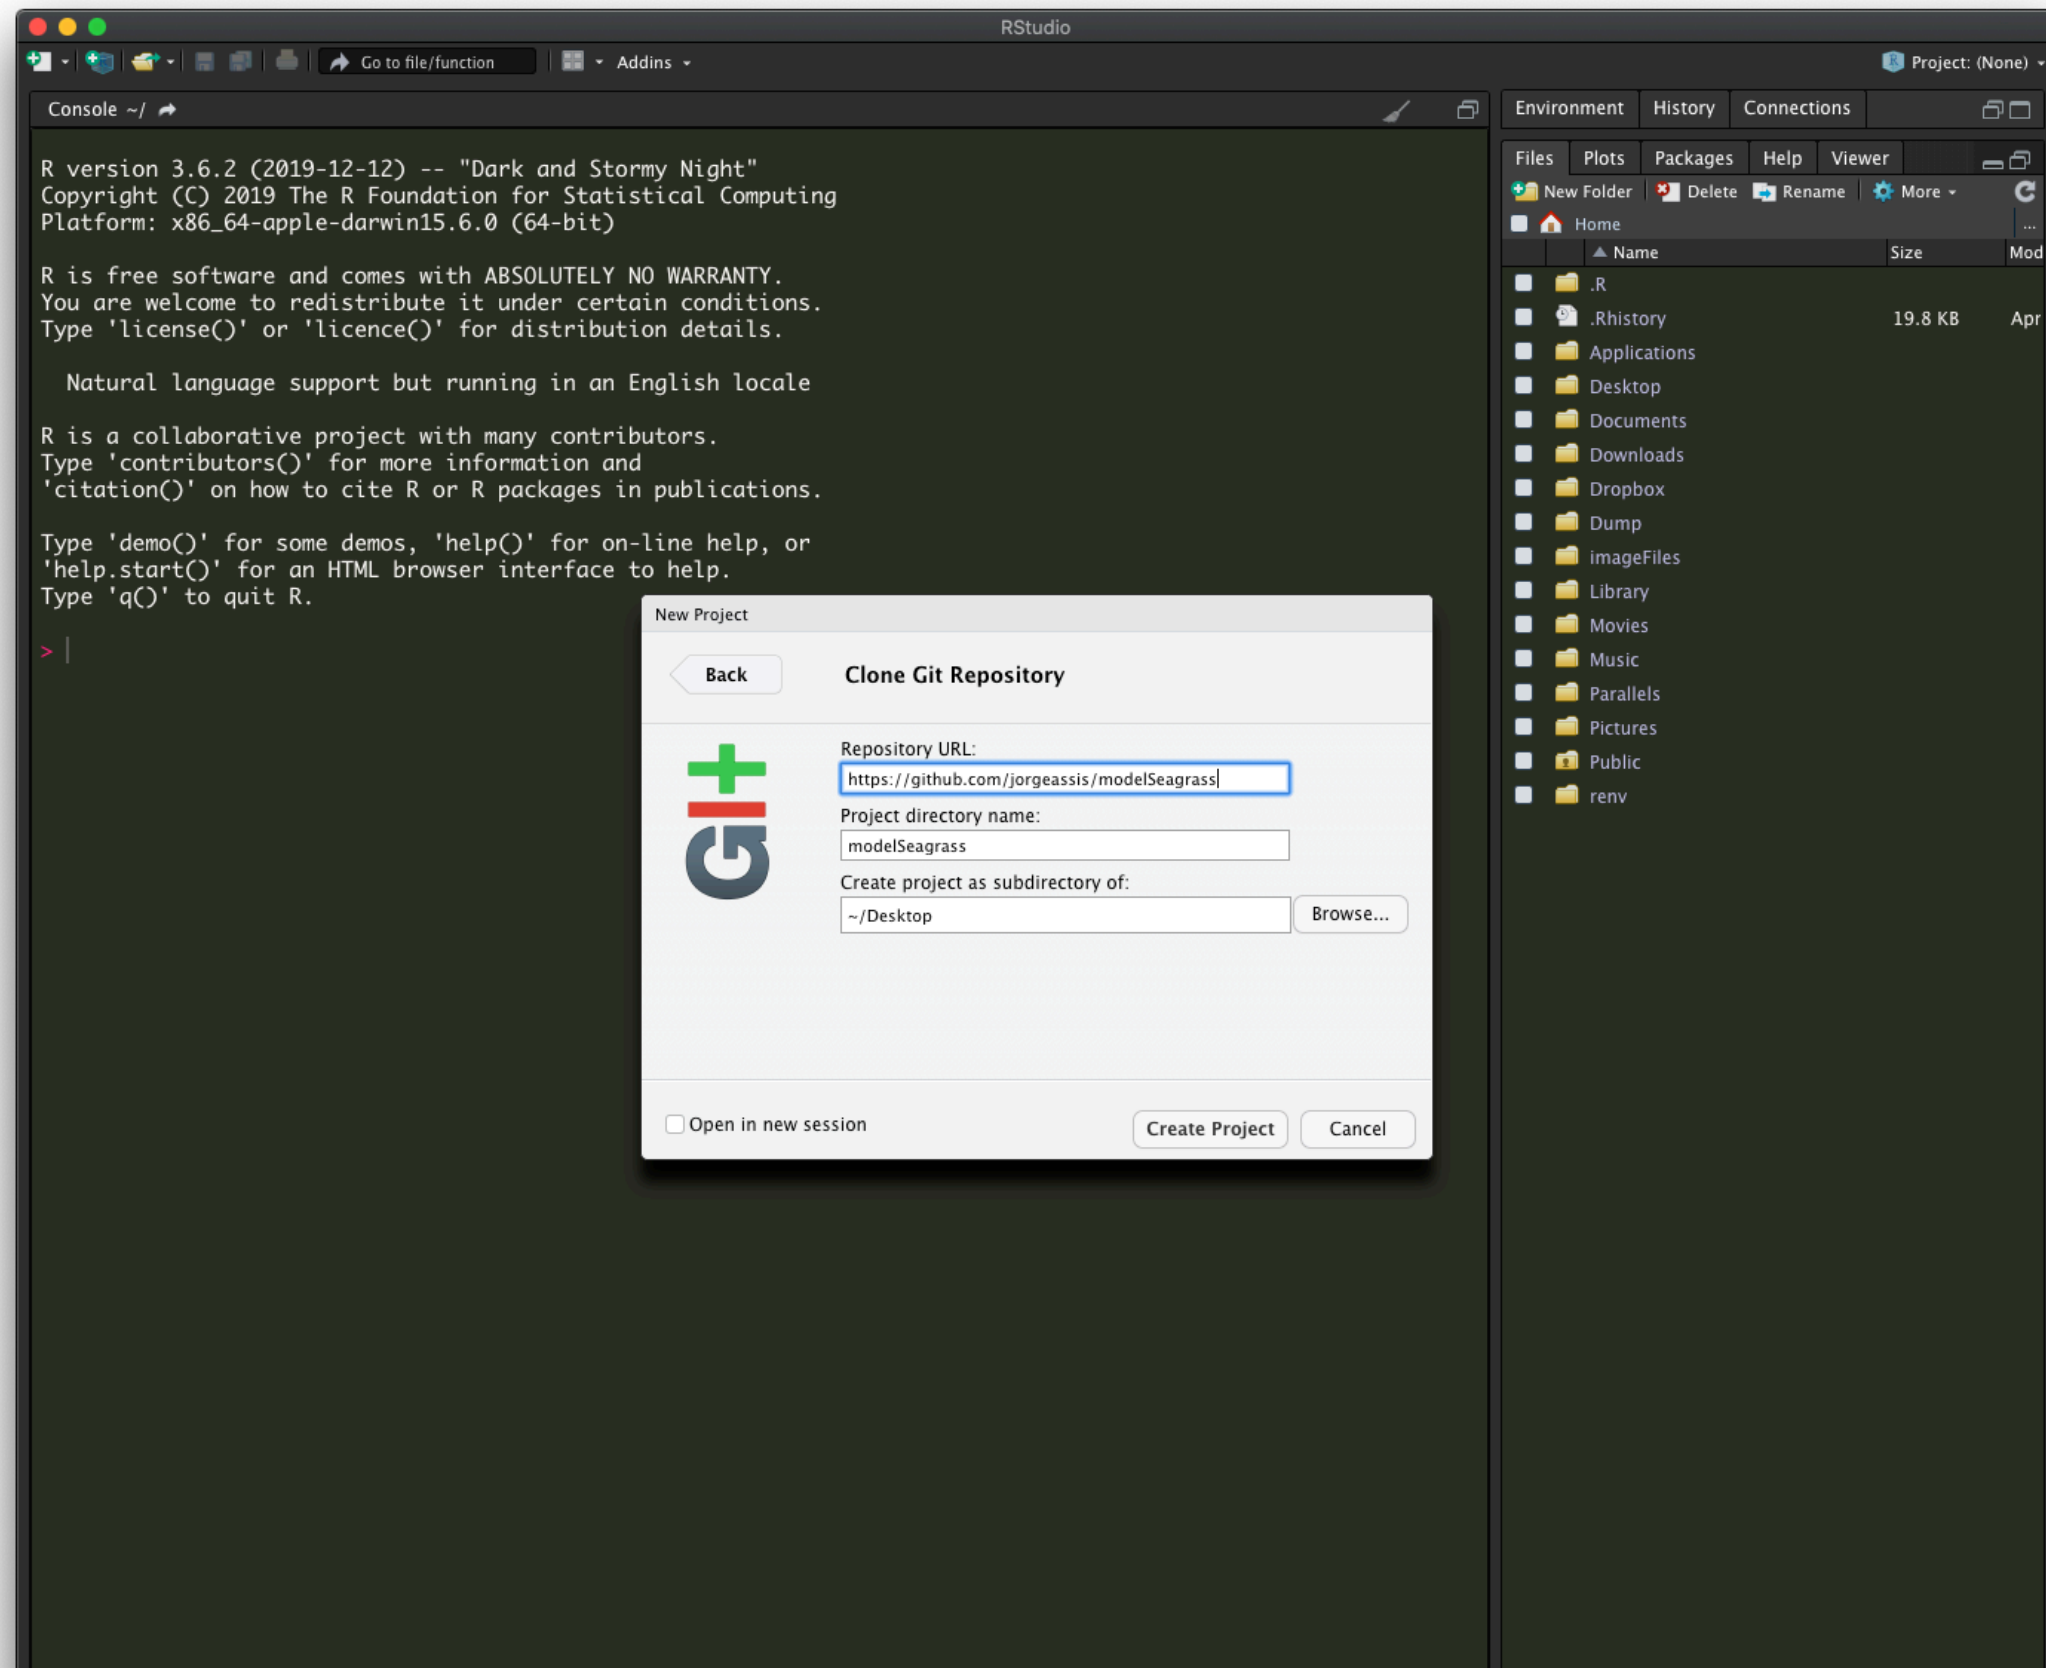 RStudio
Go to file/function
Addins
Project: (None)
Console ~/
R version 3.6.2 (2019-12-12) -- "Dark and Stormy Night"
Copyright (C) 2019 The R Foundation for Statistical Computing
Platform: x86_64-apple-darwin15.6.0 (64-bit)
R is free software and comes with ABSOLUTELY NO WARRANTY.
You are welcome to redistribute it under certain conditions.
Type 'license()' or 'licence()' for distribution details.
Natural language support but running in an English locale
R is a collaborative project with many contributors.
Type 'contributors()' for more information and
'citation()' on how to cite R or R packages in publications.
Type 'demo()' for some demos, 'help()' for on-line help, or
'help.start()' for an HTML browser interface to help.
Type 'q()' to quit R.
>
New Project
Back
Clone Git Repository
GIt
Repository URL:
https://github.com/jorgeassis/modelSeagrass
Project directory name:
modelSeagrass
Create project as subdirectory of:
~/Desktop
Browse...
Open in new session
Create Project
Cancel
Environment
History
Connections
Files
Plots
Packages
Help
Viewer
New Folder
Delete
Rename
More
Home
...
Name
Size
Mod
.R
.Rhistory 19.8 KB Apr
Applications
Desktop
Documents
Downloads
Dropbox
Dump
imageFiles
Library
Movies
Music
Parallels
Pictures
Public
renv